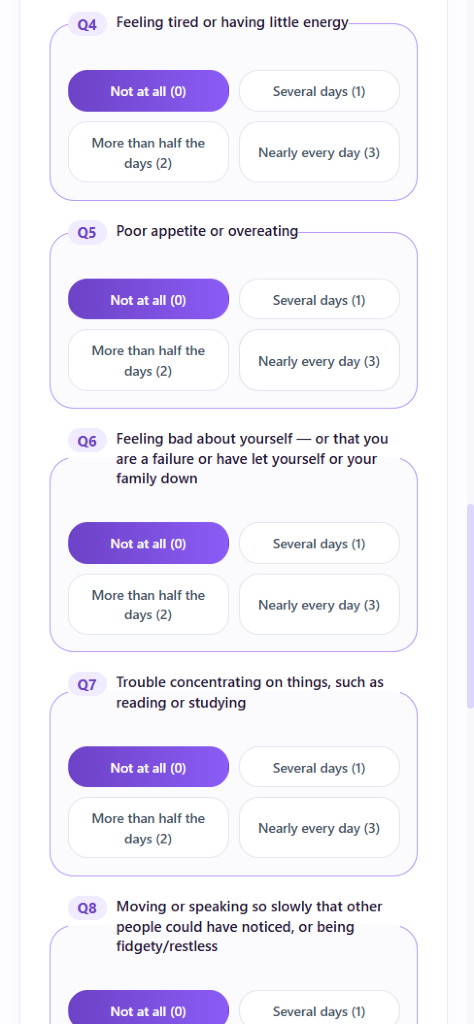 Q4 Feeling tired or having little energy
Not at all (0) Several days (1)
More than half the
days (2)
Nearly every day (3)
Q5 Poor appetite or overeating
Not at all (0) Several days (1)
More than half the
days (2)
Nearly every day (3)
Q6 Feeling bad about yourself — or that you
are a failure or have let yourself or your
family down
Not at all (0) Several days (1)
More than half the
days (2)
Nearly every day (3)
Q7 Trouble concentrating on things, such as
reading or studying
Not at all (0) Several days (1)
More than half the
days (2)
Nearly every day (3)
Q8 Moving or speaking so slowly that other
people could have noticed, or being
fidgety/restless
Not at all (0) Several days (1)